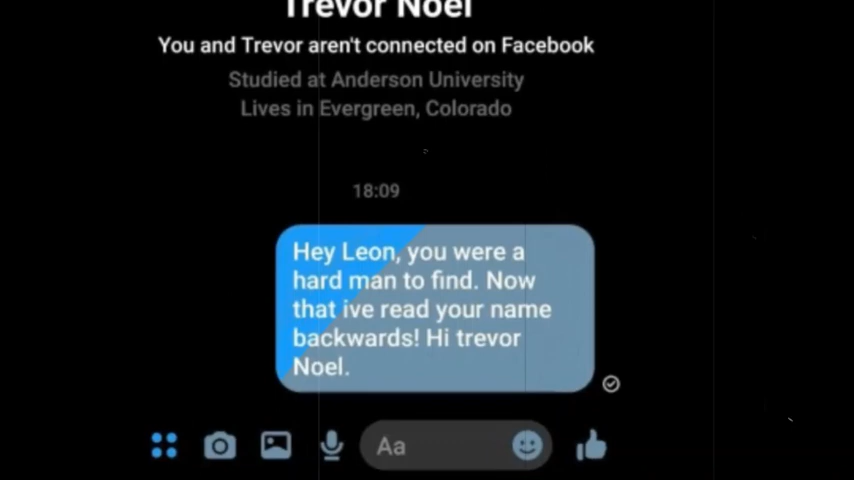 Trevor Noel
You and Trevor aren't connected on Facebook
Studied at Anderson University
Lives in Evergreen, Colorado
18:09
Hey Leon, you were a
hard man to find. Now
that ive read your name
backwards! Hi trevor
Noel.
Aa